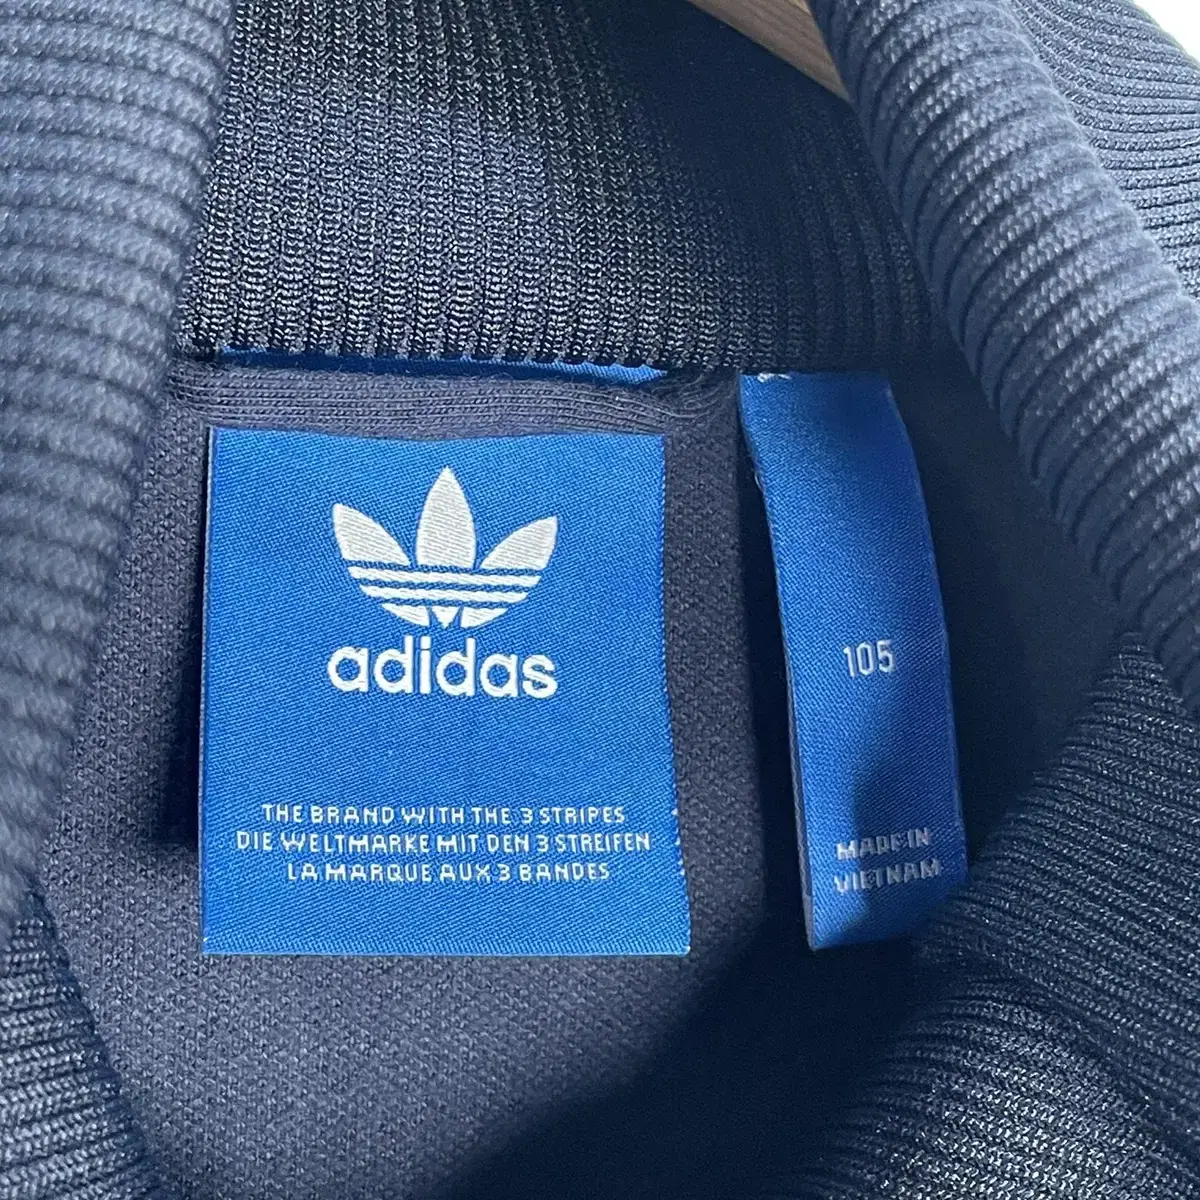 adidas
THE BRAND WITH THE 3 STRIPES
DIE WELTMARKE MIT DEN 3 STREIFEN
LA MARQUE AUX 3 BANDES
105
MADE IN
VIETNAM